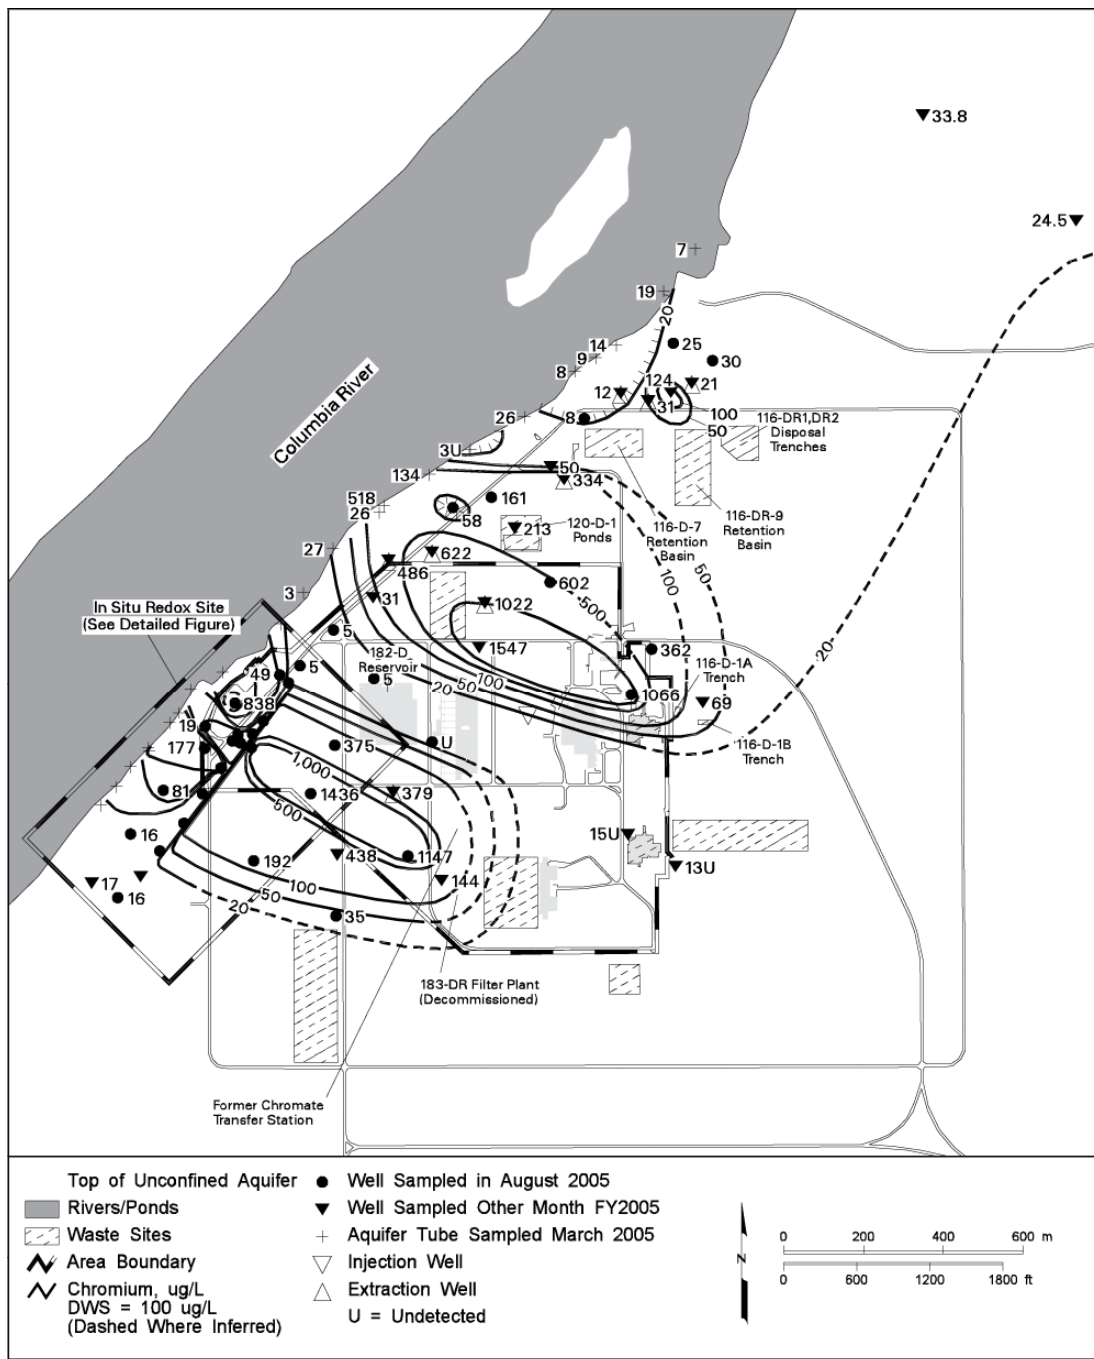 33.8
24.5
7
19
20
25
14
9
30
8
124
21
12
31
Columbia River
26
8
100
50
116-DR1,DR2
Disposal
Trenches
3U
134
50
334
518
26
161
58
213
120-D-1
Ponds
116-D-7
Retention
Basin
116-DR-9
Retention
Basin
27
622
486
602
50
100
500
3
31
1022
In Situ Redox Site
(See Detailed Figure)
5
1547
362
20
182-D
Reservoir
5
5
100
50
20
116-D-1A
Trench
49
838
1066
69
19
177
375
U
116-D-1B
Trench
1,000
81
1436
379
500
16
15U
438
1147
192
13U
17
144
16
100
50
20
35
183-DR Filter Plant
(Decommissioned)
Former Chromate
Transfer Station
Top of Unconfined Aquifer
Rivers/Ponds
Waste Sites
Area Boundary
Chromium, ug/L
DWS = 100 ug/L
(Dashed Where Inferred)
Well Sampled in August 2005
Well Sampled Other Month FY2005
Aquifer Tube Sampled March 2005
Injection Well
Extraction Well
U = Undetected
N
0 200 400 600 m
0 600 1200 1800 ft